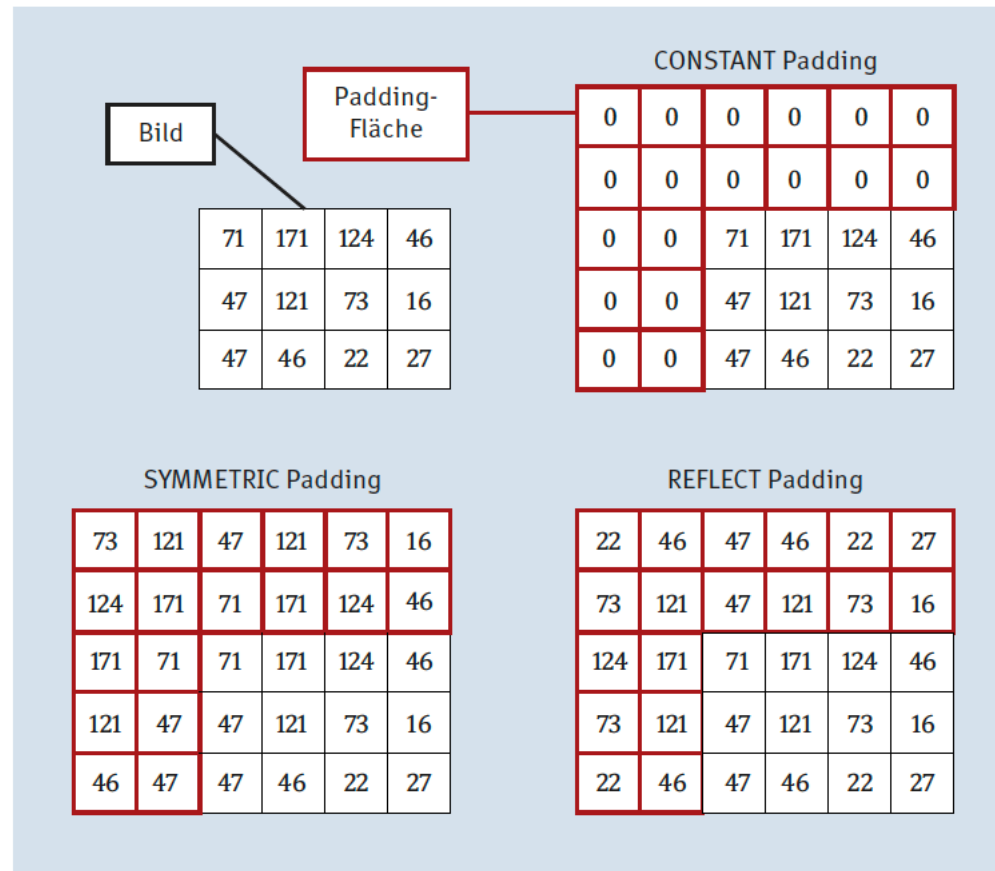 CONSTANT Padding
Bild
Padding-
Fläche
0 0 0 0 0 0
0 0 0 0 0 0
0 0 71 171 124 46
0 0 47 121 73 16
0 0 47 46 22 27
71 171 124 46
47 121 73 16
47 46 22 27
SYMMETRIC Padding
73 121 47 121 73 16
124 171 71 171 124 46
171 71 71 171 124 46
121 47 47 121 73 16
46 47 47 46 22 27
REFLECT Padding
22 46 47 46 22 27
73 121 47 121 73 16
124 171 71 171 124 46
73 121 47 121 73 16
22 46 47 46 22 27